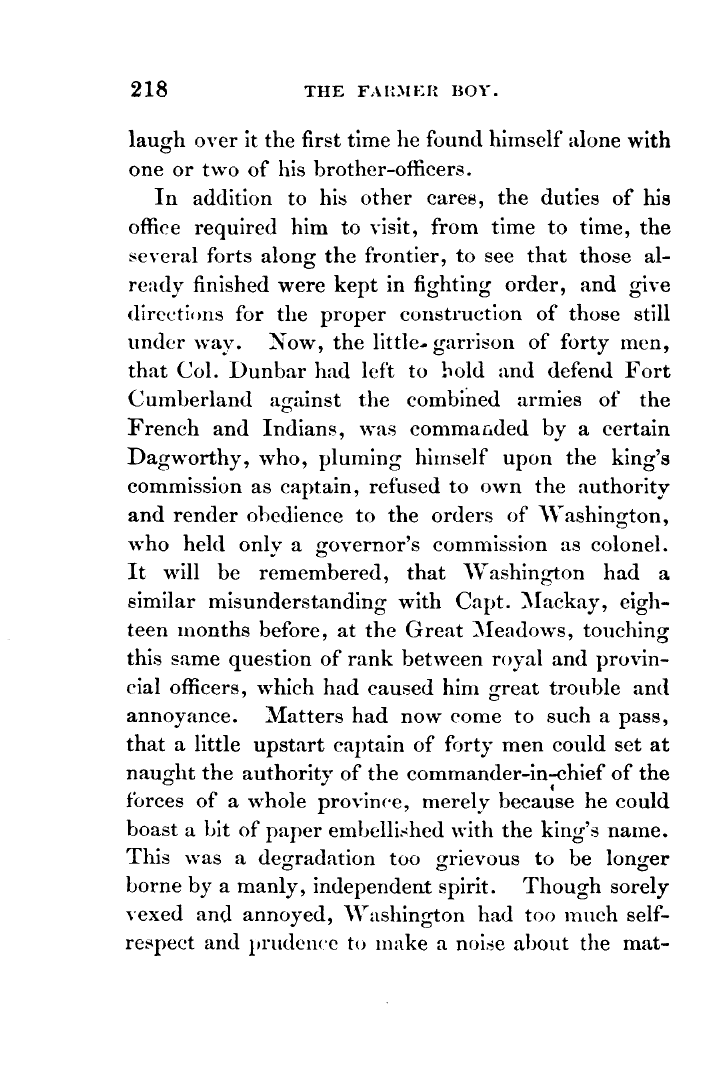 218 THE FARMER BOY.
laugh over it the first time he found himself alone with
one or two of his brother-officers.
In addition to his other cares, the duties of his
office required him to visit, from time to time, the
several forts along the frontier, to see that those al-
ready finished were kept in fighting order, and give
directions for the proper construction of those still
under way. Now, the little garrison of forty men,
that Col. Dunbar had left to hold and defend Fort
Cumberland against the combined armies of the
French and Indians, was commanded by a certain
Dagworthy, who, pluming himself upon the king's
commission as captain, refused to own the authority
and render obedience to the orders of Washington,
who held only a governor's commission as colonel.
It will be remembered, that Washington had a
similar misunderstanding with Capt. Mackay, eigh-
teen months before, at the Great Meadows, touching
this same question of rank between royal and provin-
cial officers, which had caused him great trouble and
annoyance. Matters had now come to such a pass,
that a little upstart captain of forty men could set at
naught the authority of the commander-in-chief of the
forces of a whole province, merely because he could
boast a bit of paper embellished with the king's name.
This was a degradation too grievous to be longer
borne by a manly, independent spirit. Though sorely
vexed and annoyed, Washington had too much self-
respect and prudence to make a noise about the mat-